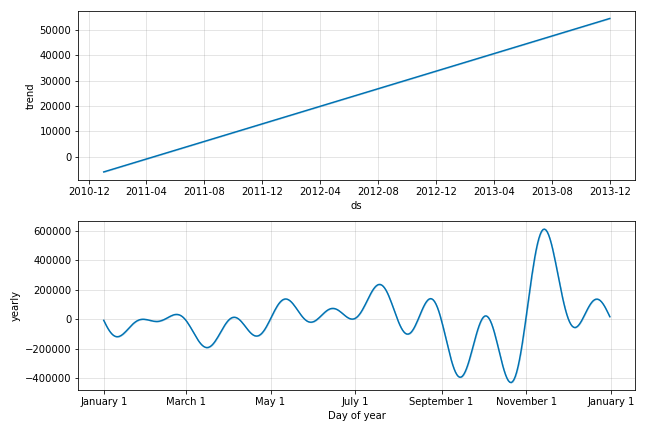 50000
40000
30000
20000
10000
0
trend
2010-12 2011-04 2011-08 2011-12 2012-04 2012-08 2012-12 2013-04 2013-08 2013-12
ds
600000
400000
200000
0
−200000
−400000
yearly
January 1 March 1 May 1 July 1 September 1 November 1 January 1
Day of year